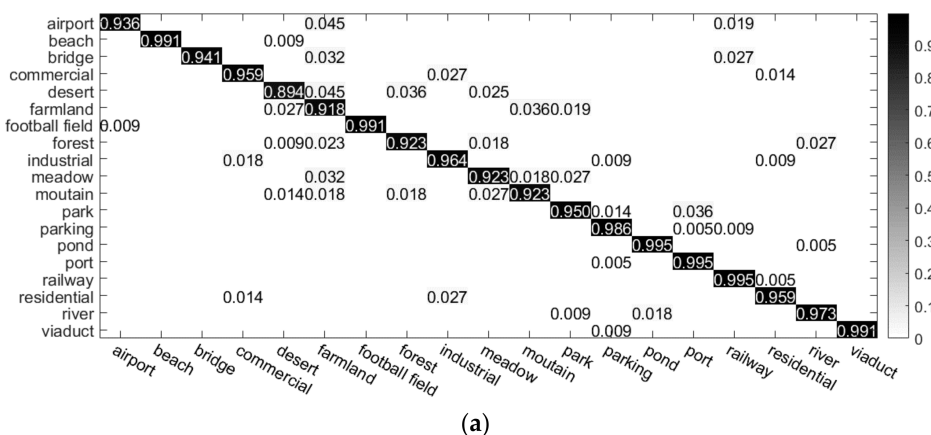 airport 0.936 0.045 0.019
beach 0.991 0.009 0.9
bridge 0.941 0.032 0.027
commercial 0.959 0.027 0.014 0.8
desert 0.894 0.045 0.036 0.025 0.7
farmland 0.027 0.918 0.036 0.019
football field 0.009 0.991 0.6
forest 0.009 0.023 0.923 0.018 0.027
industrial 0.018 0.964 0.009 0.009 0.5
meadow 0.032 0.923 0.018 0.027 0.4
moutain 0.014 0.018 0.018 0.027 0.923
park 0.950 0.014 0.036 0.3
parking 0.986 0.005 0.009
pond 0.995 0.005 0.2
port 0.005 0.995
railway 0.995 0.005
residential 0.014 0.027 0.959 0.1
river 0.009 0.018 0.973
viaduct 0.009 0.991 0
airport beach bridge commercial desert farmland football field forest industrial meadow moutain park parking pond port railway residential river viaduct
(a)